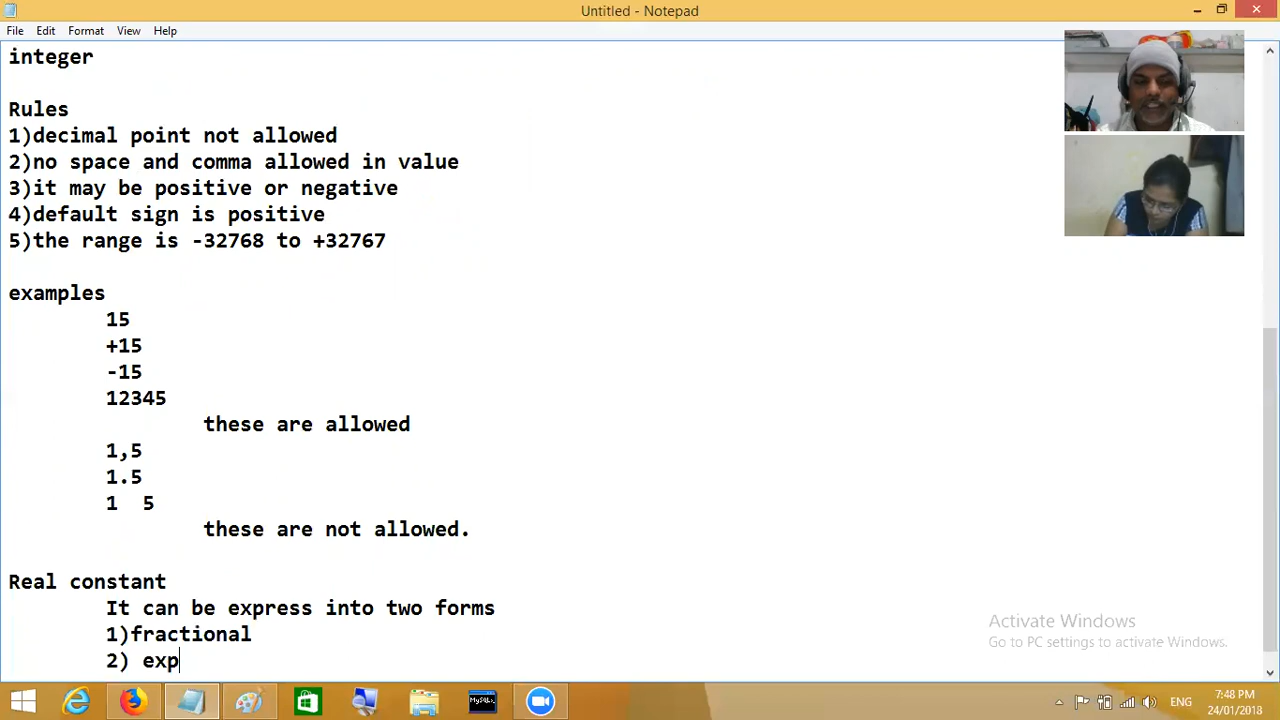 Untitled - Notepad
File Edit Format View Help
integer
Rules
1)decimal point not allowed
2)no space and comma allowed in value
3)it may be positive or negative
4)default sign is positive
5)the range is -32768 to +32767
examples
15
+15
-15
12345
these are allowed
1,5
1.5
1 5
these are not allowed.
Real constant
It can be express into two forms
1)fractional
2) exp
Activate Windows
Go to PC settings to activate Windows.
MySQL
ENG
7:48 PM
24/01/2018